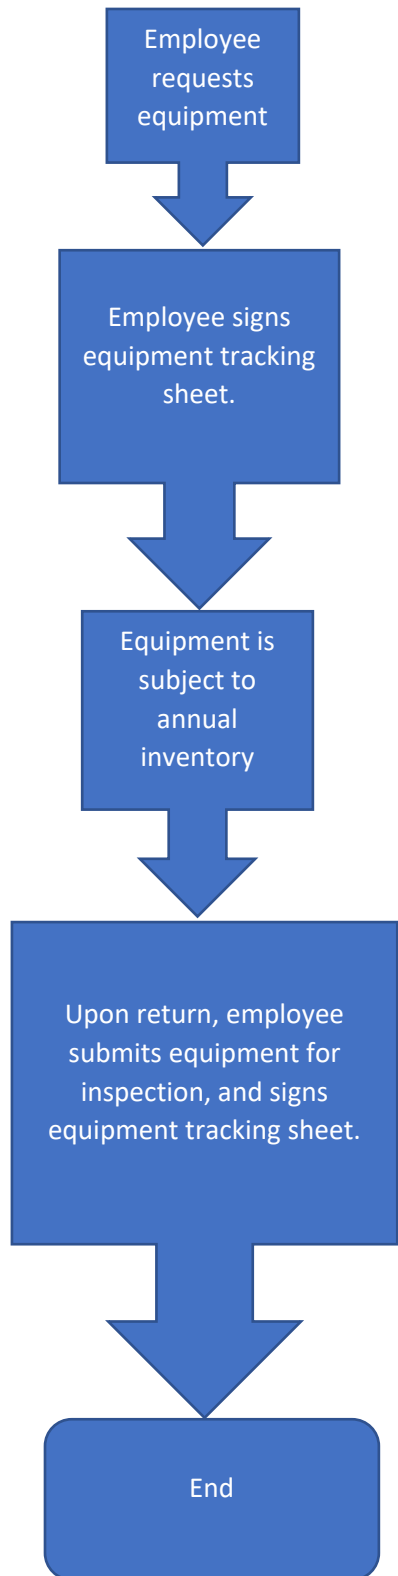 Employee
requests
equipment
Employee signs
equipment tracking
sheet.
Equipment is
subject to
annual
inventory
Upon return, employee
submits equipment for
inspection, and signs
equipment tracking sheet.
End